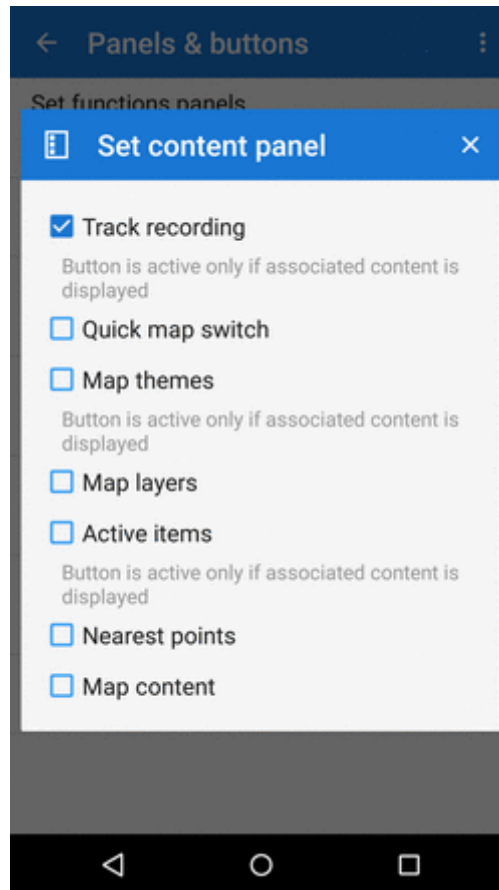 Panels & buttons
Set functions panels
Set content panel
Track recording
Button is active only if associated content is
displayed
Quick map switch
Map themes
Button is active only if associated content is
displayed
Map layers
Active items
Button is active only if associated content is
displayed
Nearest points
Map content